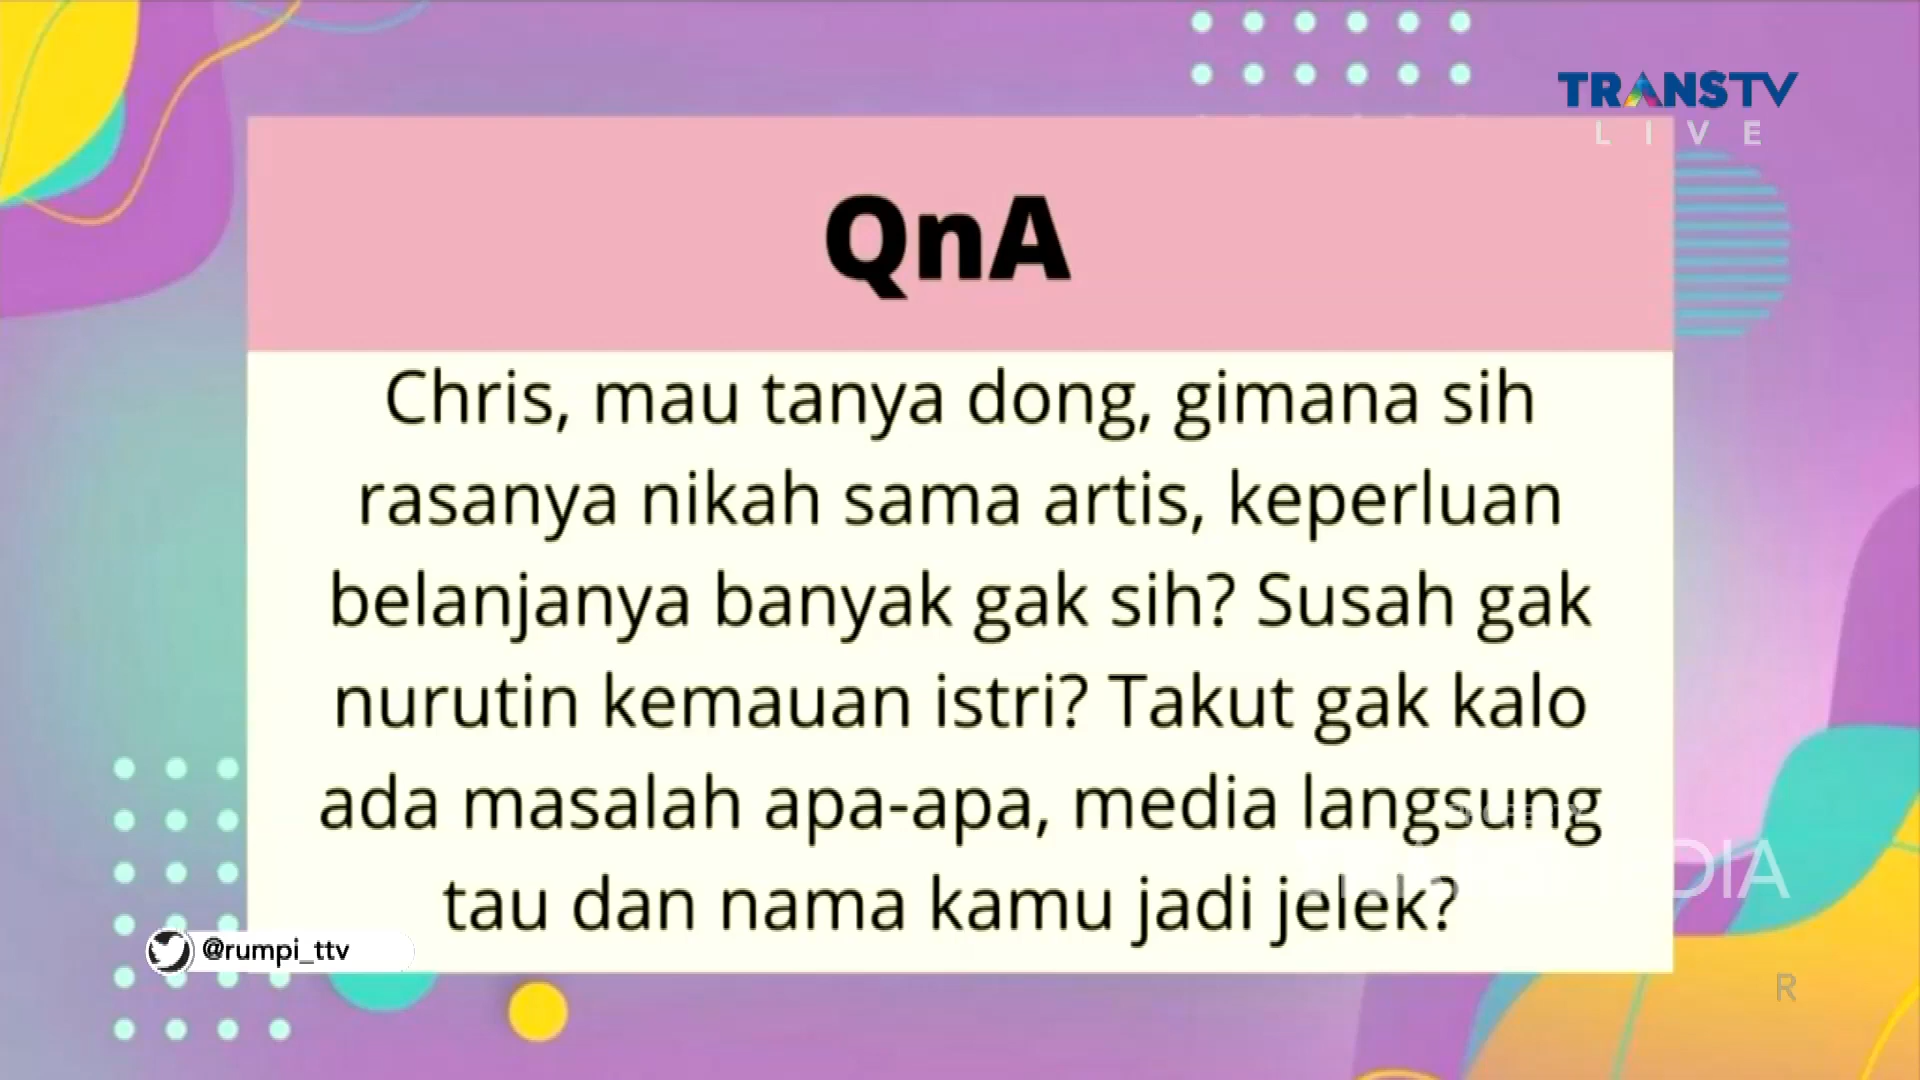 TRANSTV
LIVE
QnA
Chris, mau tanya dong, gimana sih
rasanya nikah sama artis, keperluan
belanjanya banyak gak sih? Susah gak
nurutin kemauan istri? Takut gak kalo
ada masalah apa-apa, media langsung
tau dan nama kamu jadi jelek?
@rumpi_ttv
R